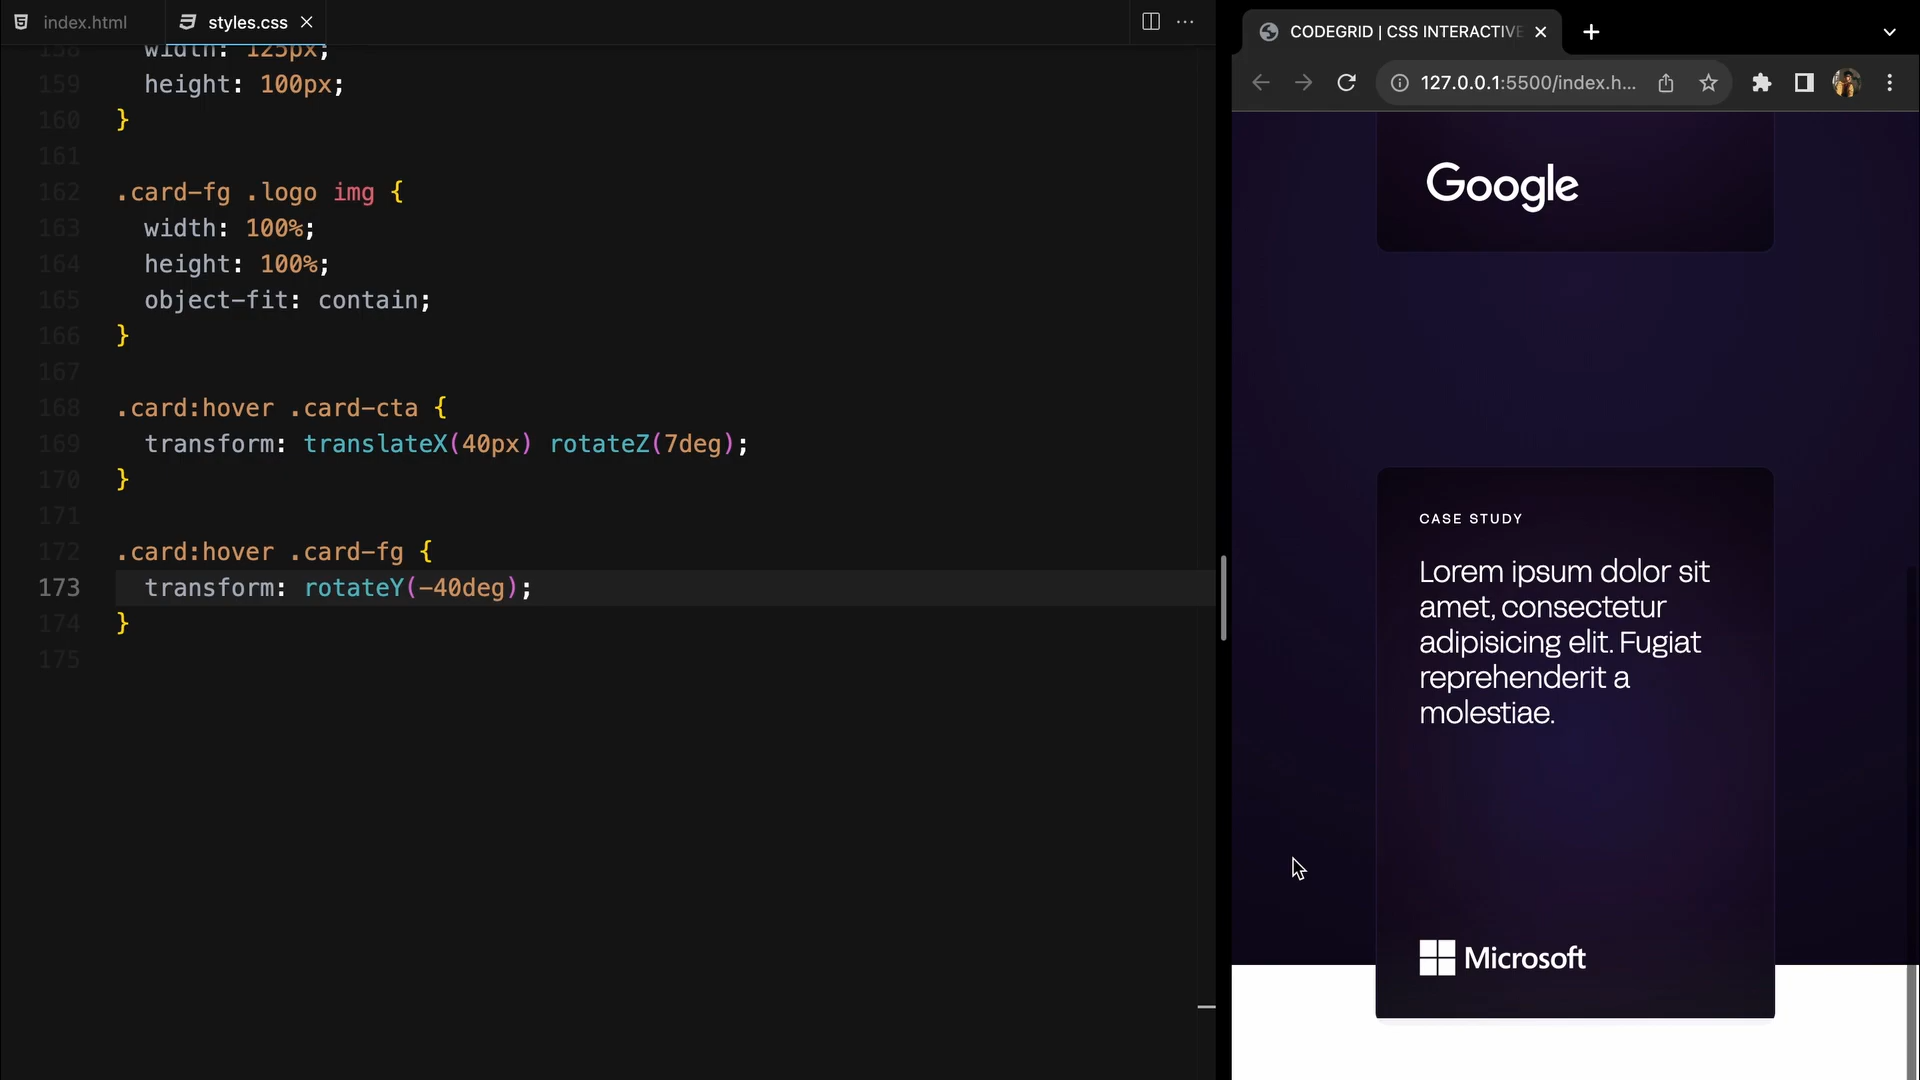 index.html
styles.css
158 width: 125px;
159 height: 100px;
160 }
161
162 .card-fg .logo img {
163 width: 100%;
164 height: 100%;
165 object-fit: contain;
166 }
167
168 .card:hover .card-cta {
169 transform: translateX(40px) rotateZ(7deg);
170 }
171
172 .card:hover .card-fg {
173 transform: rotateY(-40deg);
174 }
175
CODEGRID | CSS INTERACTIVE
127.0.0.1:5500/index.h...
Google
CASE STUDY
Lorem ipsum dolor sit
amet, consectetur
adipisicing elit. Fugiat
reprehenderit a
molestiae.
Microsoft